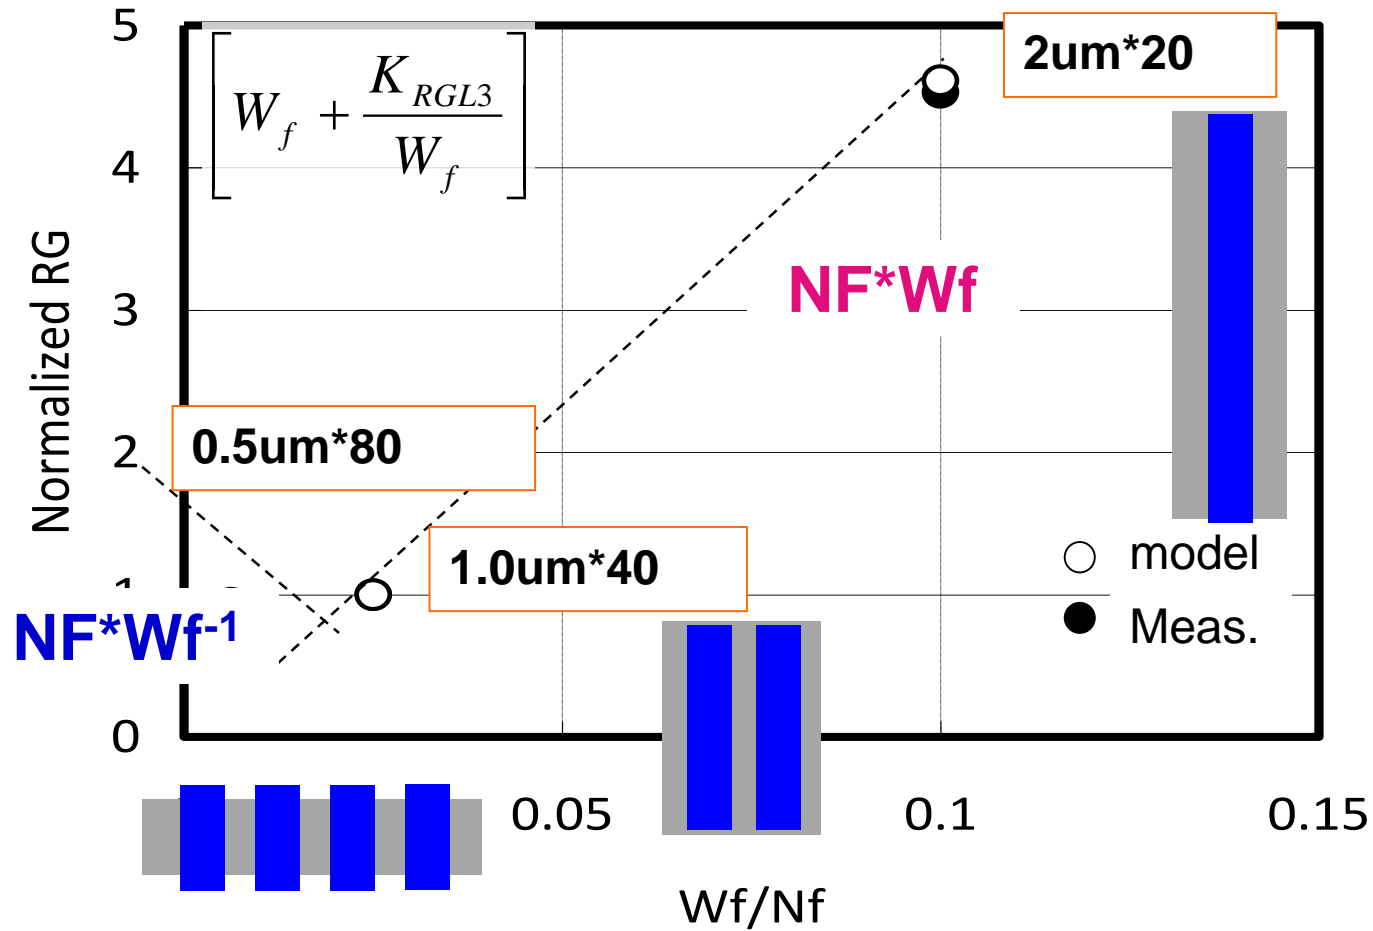 5
2um*20
[W_f + K_RGL3 / W_f]
4
NF*Wf
3
Normalized RG
2
0.5um*80
1.0um*40
1
model
NF*Wf-1
Meas.
0
0.05
0.1
0.15
Wf/Nf